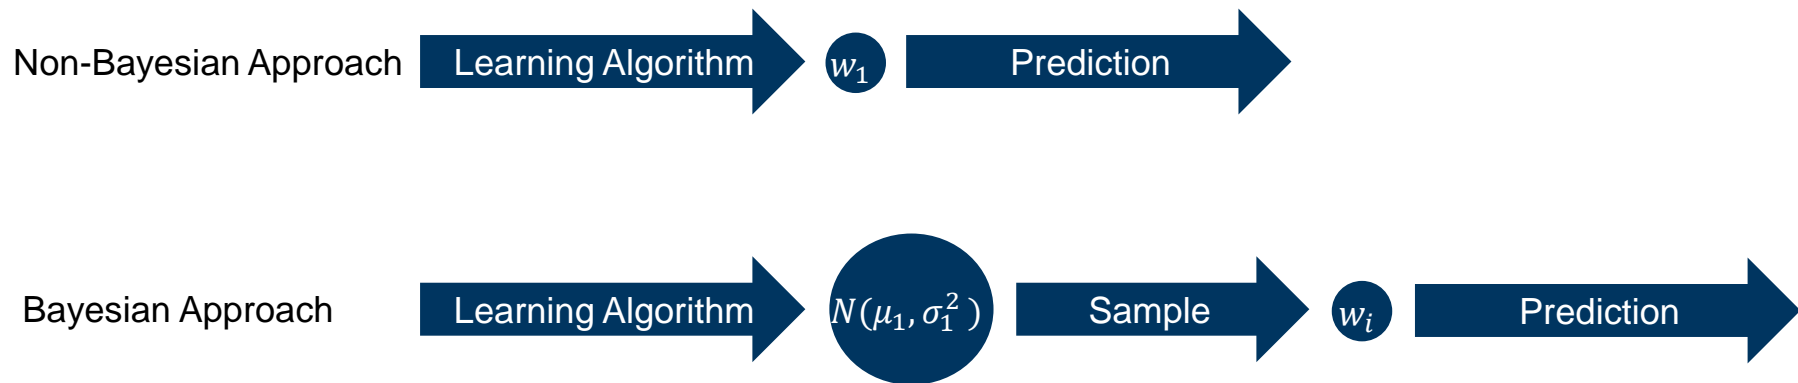 Non-Bayesian Approach Learning Algorithm w₁ Prediction
Bayesian Approach Learning Algorithm N(μ₁, σ₁²) Sample wᵢ Prediction